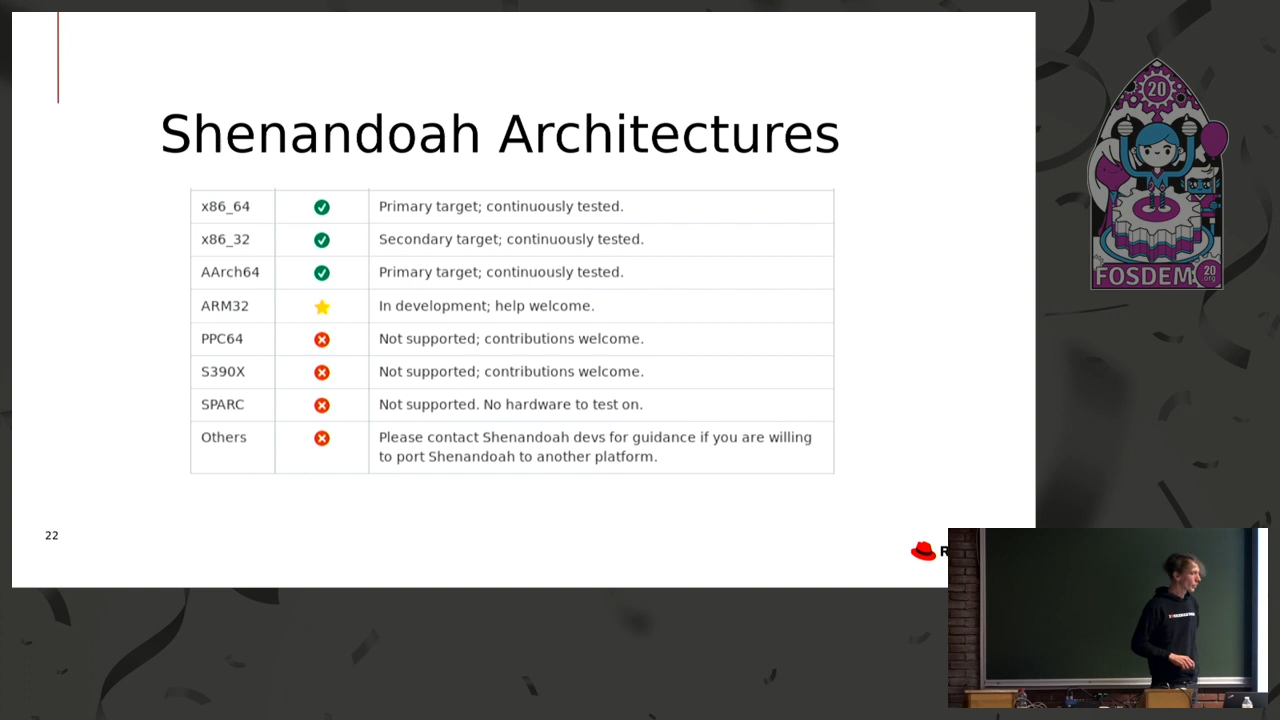 Shenandoah Architectures
x86_64 Primary target; continuously tested.
x86_32 Secondary target; continuously tested.
AArch64 Primary target; continuously tested.
ARM32 In development; help welcome.
PPC64 Not supported; contributions welcome.
S390X Not supported; contributions welcome.
SPARC Not supported. No hardware to test on.
Others Please contact Shenandoah devs for guidance if you are willing
to port Shenandoah to another platform.
22
R
20
FOSDEM
20
org